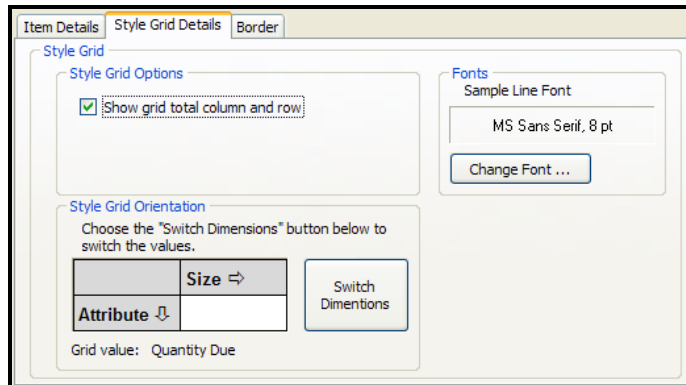 Item Details Style Grid Details Border
Style Grid
Style Grid Options
Show grid total column and row
Fonts
Sample Line Font
MS Sans Serif, 8 pt
Change Font ...
Style Grid Orientation
Choose the "Switch Dimensions" button below to
switch the values.
Size ⇨
Attribute ⇩
Switch
Dimentions
Grid value: Quantity Due